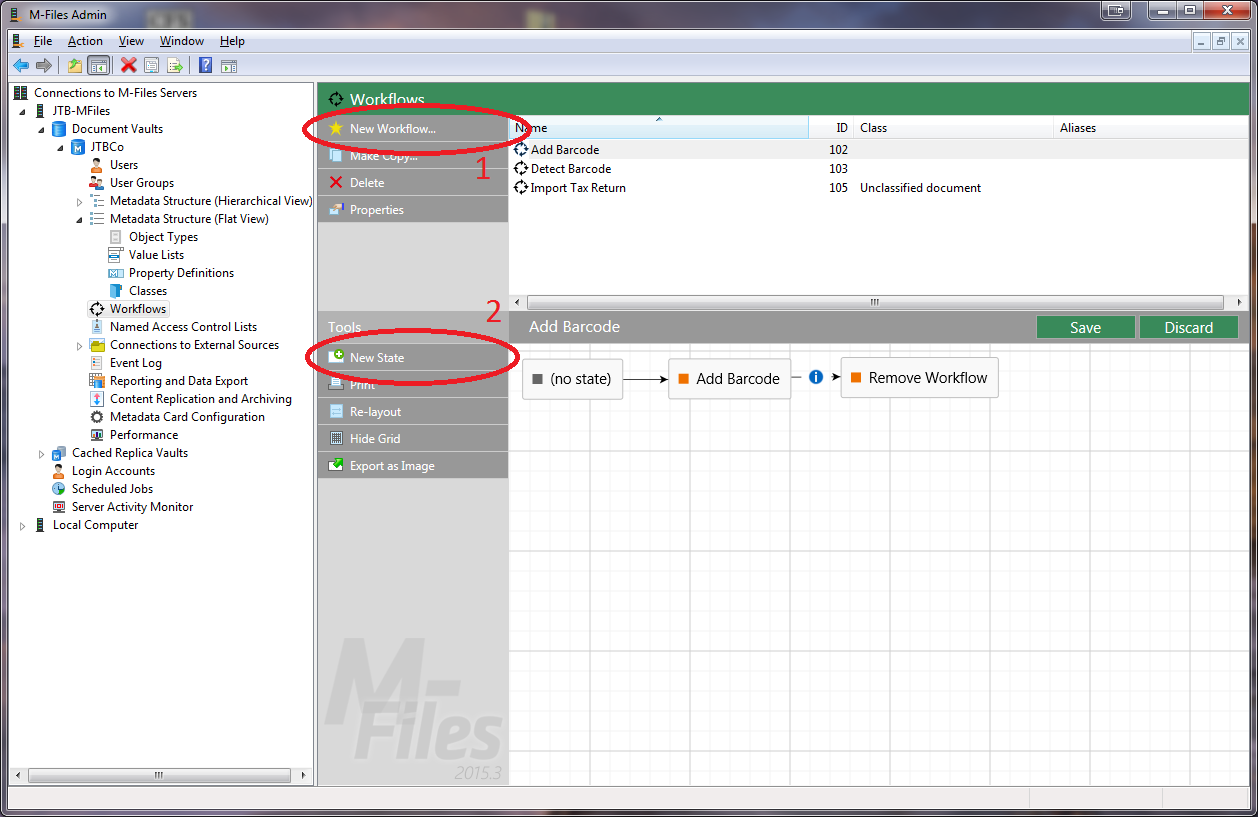 M-Files Admin
File Action View Window Help
Connections to M-Files Servers
JTB-MFiles
Document Vaults
JTBCo
Users
User Groups
Metadata Structure (Hierarchical View)
Metadata Structure (Flat View)
Object Types
Value Lists
Property Definitions
Classes
Workflows
Named Access Control Lists
Connections to External Sources
Event Log
Reporting and Data Export
Content Replication and Archiving
Metadata Card Configuration
Performance
Cached Replica Vaults
Login Accounts
Scheduled Jobs
Server Activity Monitor
Local Computer
Workflows
New Workflow...
Make Copy...
1
Delete
Properties
Name ID Class Aliases
Add Barcode 102
Detect Barcode 103
Import Tax Return 105 Unclassified document
2
Tools
New State
Print
Re-layout
Hide Grid
Export as Image
Add Barcode Save Discard
(no state) Add Barcode Remove Workflow
M-Files
2015.3